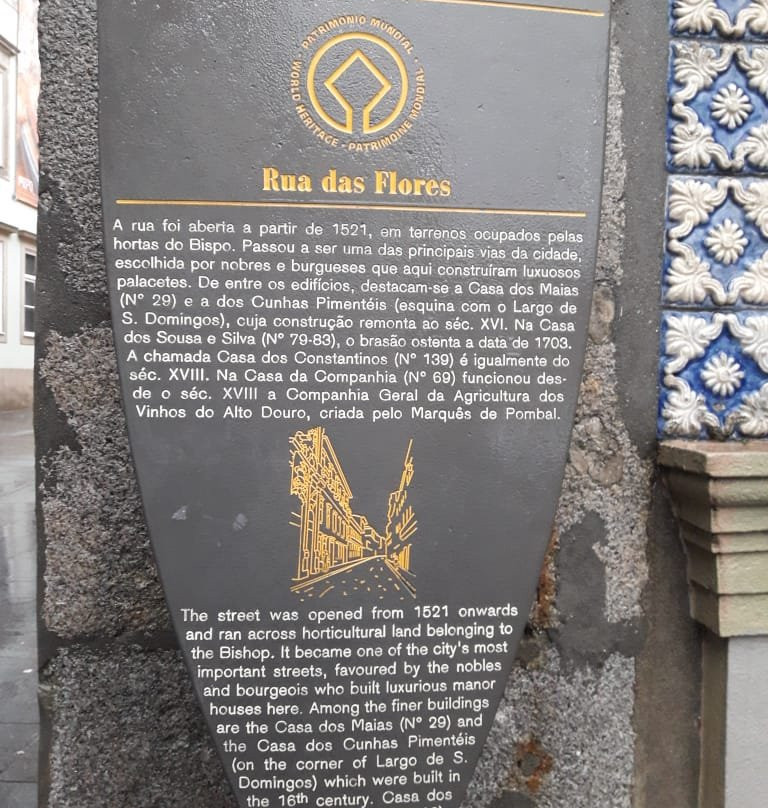 PATRIMONIO MUNDIAL · WORLD HERITAGE · PATRIMOINE MONDIAL
Rua das Flores
A rua foi aberia a partir de 1521, em terrenos ocupados pelas
hortas do Bispo. Passou a ser uma das principais vias da cidade,
escolhida por nobres e burgueses que aqui construíram luxuosos
palacetes. De entre os edifícios, destacam-se a Casa dos Maias
(Nº 29) e a dos Cunhas Pimentéis (esquina com o Largo de
S. Domingos), cuja construção remonta ao séc. XVI. Na Casa
dos Sousa e Silva (Nº 79-83), o brasão ostenta a data de 1703.
A chamada Casa dos Constantinos (Nº 139) é igualmente do
séc. XVIII. Na Casa da Companhia (Nº 69) funcionou des-
de o séc. XVIII a Companhia Geral da Agricultura dos
Vinhos do Alto Douro, criada pelo Marquês de Pombal.
The street was opened from 1521 onwards
and ran across horticultural land belonging to
the Bishop. It became one of the city's most
important streets, favoured by the nobles
and bourgeois who built luxurious manor
houses here. Among the finer buildings
are the Casa dos Maias (Nº 29) and
the Casa dos Cunhas Pimentéis
(on the corner of Largo de S.
Domingos) which were built in
the 16th century. Casa dos